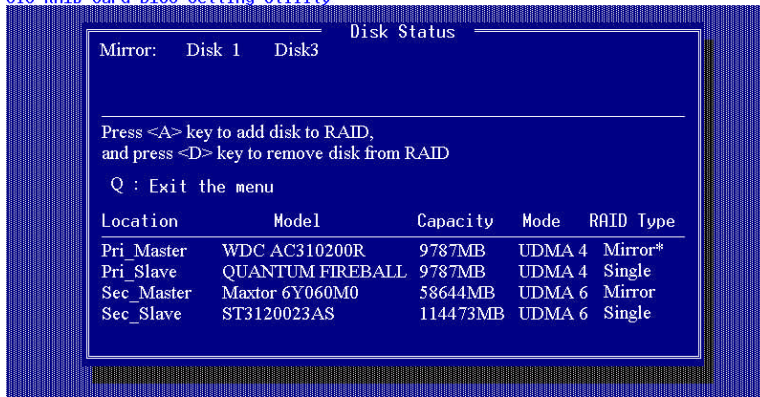 Disk Status
Mirror: Disk 1 Disk3
Press <A> key to add disk to RAID,
and press <D> key to remove disk from RAID
Q : Exit the menu
Location Model Capacity Mode RAID Type
Pri_Master WDC AC310200R 9787MB UDMA 4 Mirror*
Pri_Slave QUANTUM FIREBALL 9787MB UDMA 4 Single
Sec_Master Maxtor 6Y060M0 58644MB UDMA 6 Mirror
Sec_Slave ST3120023AS 114473MB UDMA 6 Single